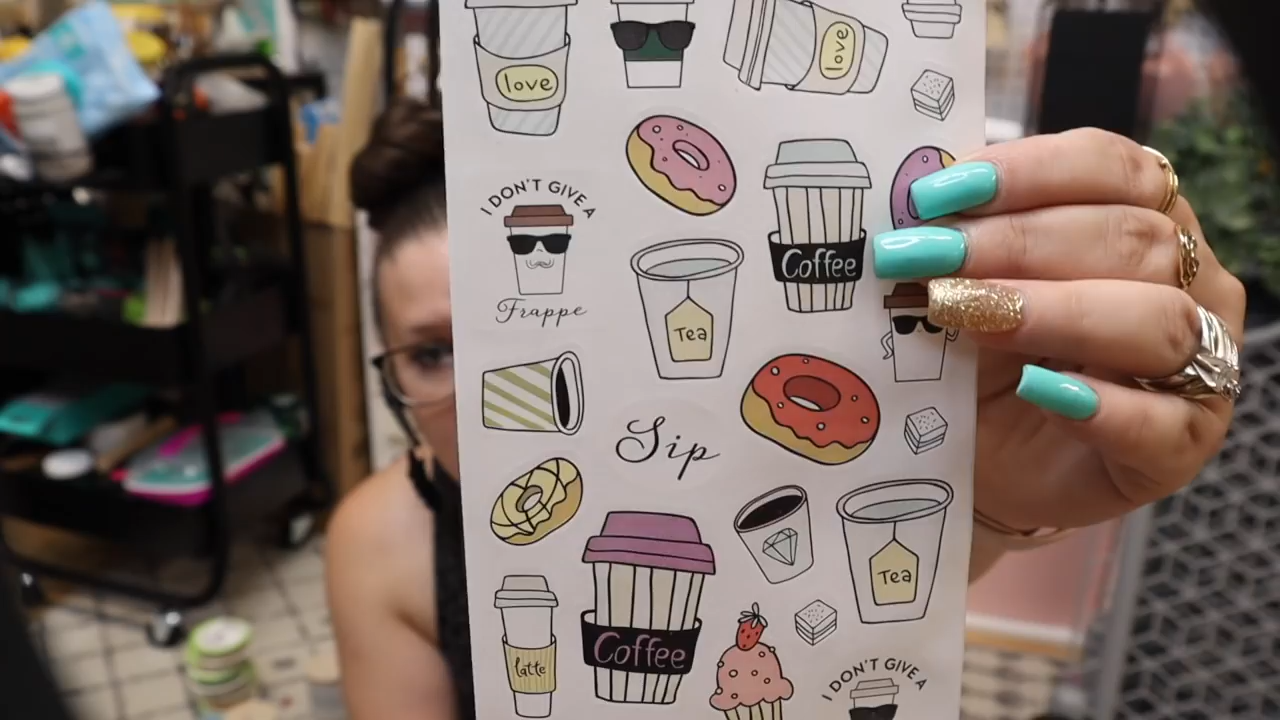 love
love
I DON'T GIVE A
Frappe
Coffee
Tea
Sip
Tea
latte
Coffee
I DON'T GIVE A